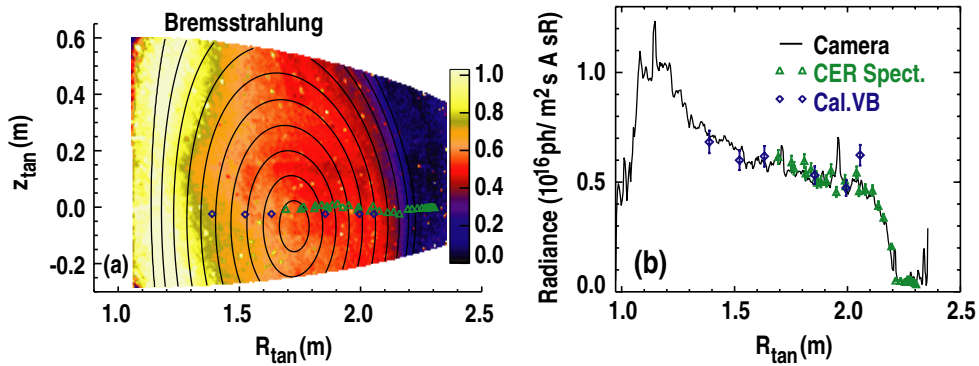 Bremsstrahlung
0.6
0.4
0.2
0.0
-0.2
z_tan (m)
(a)
1.0
0.8
0.6
0.4
0.2
0.0
1.0 1.5 2.0 2.5
R_tan (m)
(b)
Camera
CER Spect.
Cal.VB
1.0
0.5
0.0
Radiance (10^16 ph/ m^2 s A sR)
1.0 1.5 2.0 2.5
R_tan (m)